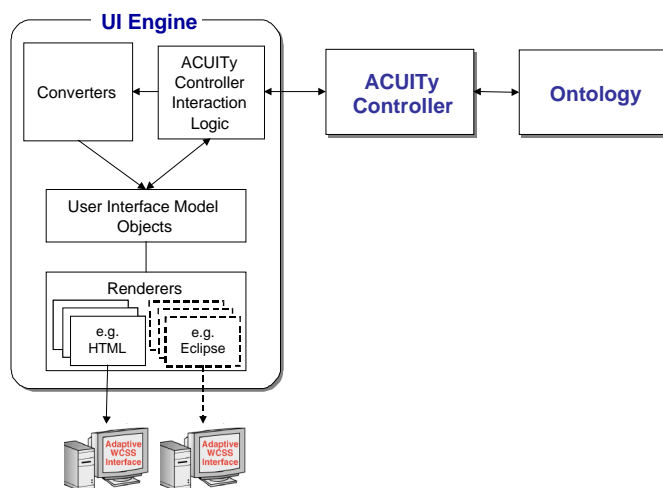 UI Engine
Converters
ACUITy
Controller
Interaction
Logic
ACUITy
Controller
Ontology
User Interface Model
Objects
Renderers
e.g.
HTML
e.g.
Eclipse
Adaptive
WCSS
Interface
Adaptive
WCSS
Interface